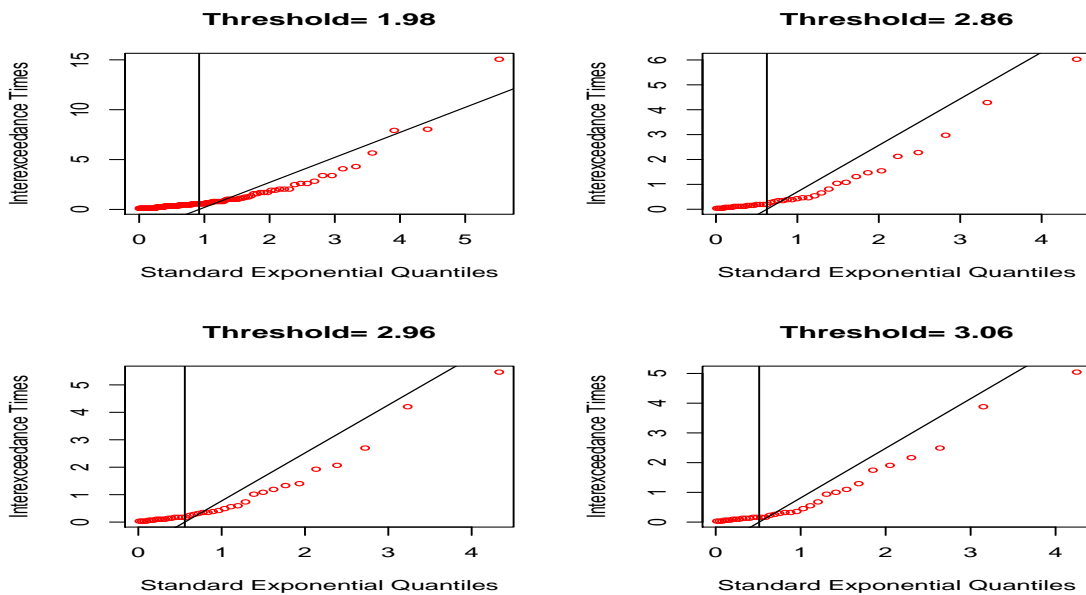 Threshold= 1.98
Interexceedance Times
15
10
5
0
0 1 2 3 4 5
Standard Exponential Quantiles
Threshold= 2.86
Interexceedance Times
6
5
4
3
2
1
0
0 1 2 3 4
Standard Exponential Quantiles
Threshold= 2.96
Interexceedance Times
5
4
3
2
1
0
0 1 2 3 4
Standard Exponential Quantiles
Threshold= 3.06
Interexceedance Times
5
4
3
2
1
0
0 1 2 3 4
Standard Exponential Quantiles